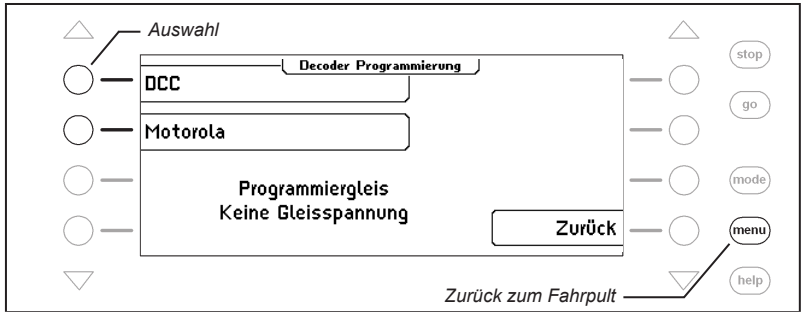 Auswahl
Decoder Programmierung
DCC
Motorola
Programmiergleis
Keine Gleisspannung
Zurück
stop
go
mode
menu
help
Zurück zum Fahrpult